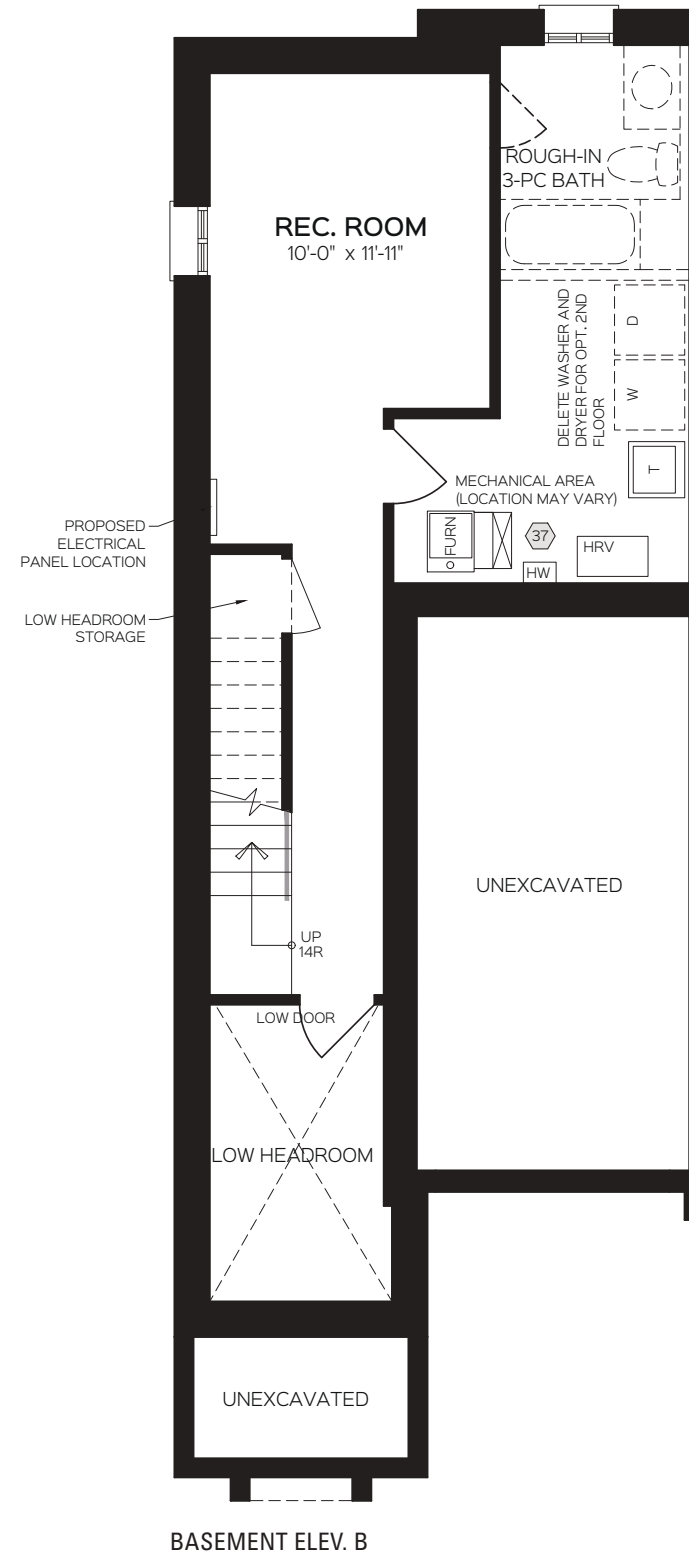 ROUGH-IN
3-PC BATH
REC. ROOM
10'-0" x 11'-11"
DELETE WASHER AND
DRYER FOR OPT. 2ND
FLOOR
D
W
T
MECHANICAL AREA
(LOCATION MAY VARY)
FURN
37
HRV
HW
PROPOSED
ELECTRICAL
PANEL LOCATION
LOW HEADROOM
STORAGE
UNEXCAVATED
UP
14R
LOW DOOR
LOW HEADROOM
UNEXCAVATED
BASEMENT ELEV. B